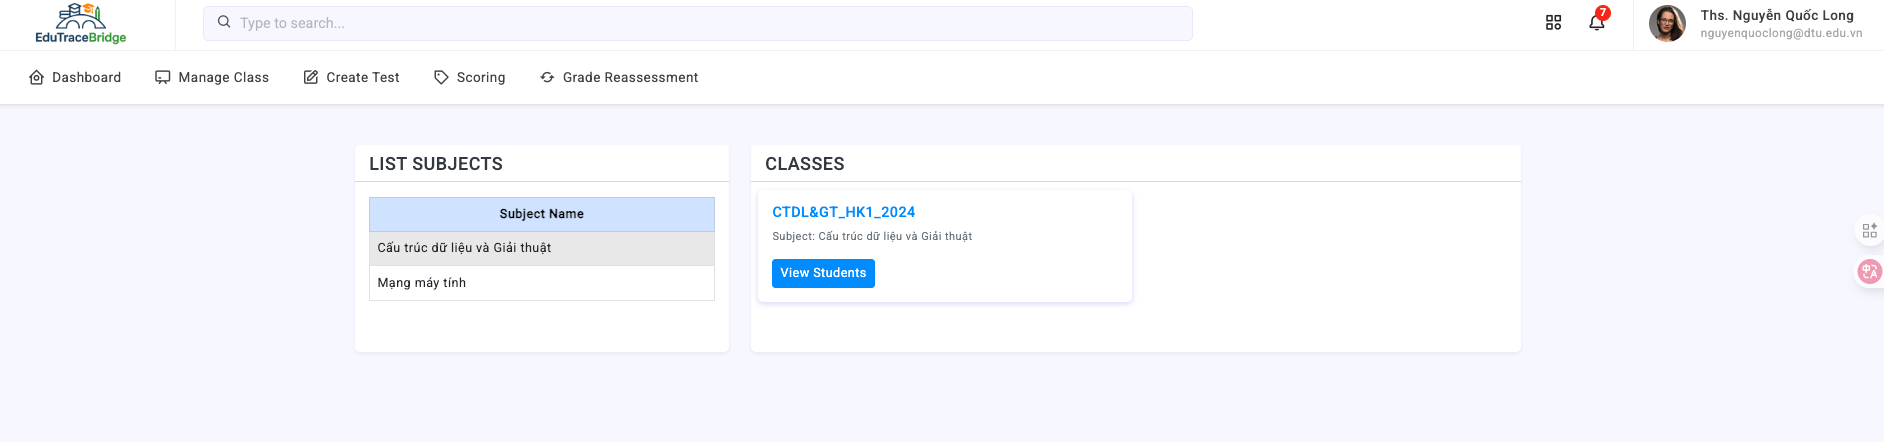 EduTraceBridge
Type to search...
7
Ths. Nguyễn Quốc Long
nguyenquoclong@dtu.edu.vn
Dashboard
Manage Class
Create Test
Scoring
Grade Reassessment
LIST SUBJECTS
Subject Name
Cấu trúc dữ liệu và Giải thuật
Mạng máy tính
CLASSES
CTDL&GT_HK1_2024
Subject: Cấu trúc dữ liệu và Giải thuật
View Students
中A